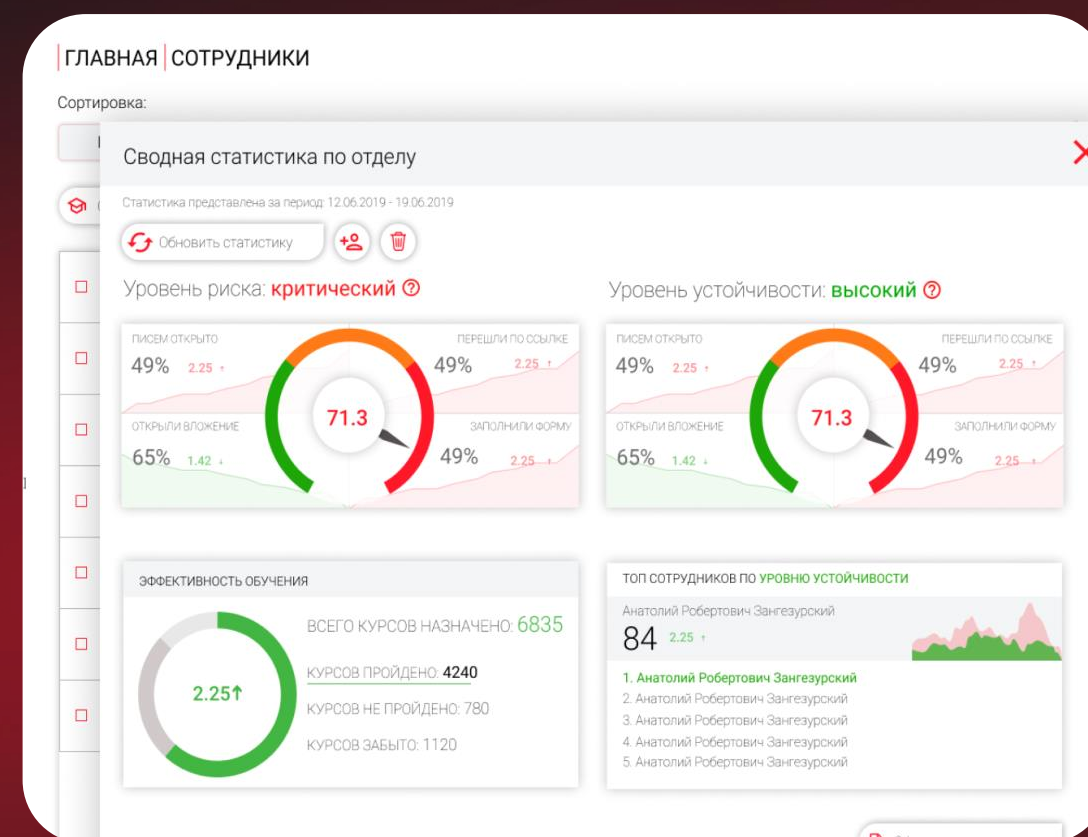 ГЛАВНАЯ СОТРУДНИКИ
Сортировка:
Сводная статистика по отделу
Статистика представлена за период: 12.06.2019 - 19.06.2019
Обновить статистику
Уровень риска: критический
ПИСЕМ ОТКРЫТО
49% 2.25 ↑
ПЕРЕШЛИ ПО ССЫЛКЕ
49% 2.25 ↑
71.3
ОТКРЫЛИ ВЛОЖЕНИЕ
65% 1.42 ↓
ЗАПОЛНИЛИ ФОРМУ
49% 2.25 ↑
Уровень устойчивости: высокий
ПИСЕМ ОТКРЫТО
49% 2.25 ↑
ПЕРЕШЛИ ПО ССЫЛКЕ
49% 2.25 ↑
71.3
ОТКРЫЛИ ВЛОЖЕНИЕ
65% 1.42 ↓
ЗАПОЛНИЛИ ФОРМУ
49% 2.25 ↑
ЭФФЕКТИВНОСТЬ ОБУЧЕНИЯ
2.25↑
ВСЕГО КУРСОВ НАЗНАЧЕНО: 6835
КУРСОВ ПРОЙДЕНО: 4240
КУРСОВ НЕ ПРОЙДЕНО: 780
КУРСОВ ЗАБЫТО: 1120
ТОП СОТРУДНИКОВ ПО УРОВНЮ УСТОЙЧИВОСТИ
Анатолий Робертович Зангезурский
84 2.25 ↑
1. Анатолий Робертович Зангезурский
2. Анатолий Робертович Зангезурский
3. Анатолий Робертович Зангезурский
4. Анатолий Робертович Зангезурский
5. Анатолий Робертович Зангезурский